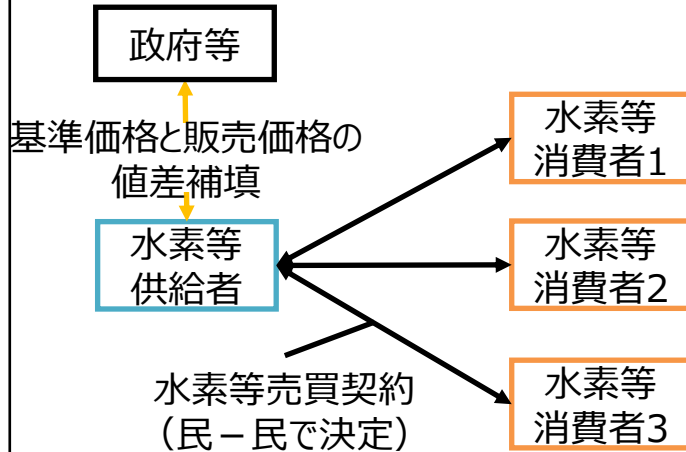 政府等
基準価格と販売価格の
値差補填
水素等
供給者
水素等
消費者1
水素等
消費者2
水素等
消費者3
水素等売買契約
（民－民で決定）